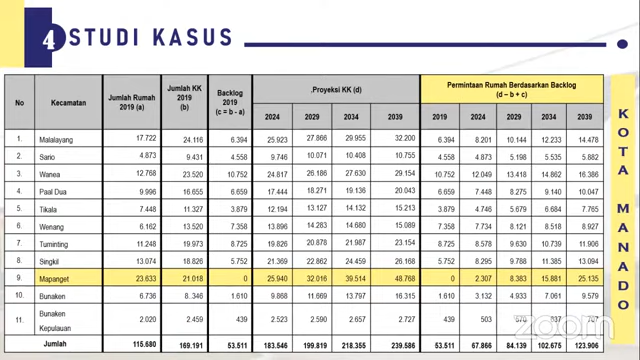 4 STUDI KASUS
No Kecamatan Jumlah Rumah 2019 (a) Jumlah KK 2019 (b) Backlog 2019 (c = b - a) .Proyeksi KK (d) Permintaan Rumah Berdasarkan Backlog (d – b + c)
2024 2029 2034 2039 2019 2024 2029 2034 2039
1. Malalayang 17.722 24.116 6.394 25.923 27.866 29.955 32.200 6.394 8.201 10.144 12.233 14.478
2. Sario 4.873 9.431 4.558 9.746 10.071 10.408 10.755 4.558 4.873 5.198 5.535 5.882
3. Wanea 12.768 23.520 10.752 24.817 26.186 27.630 29.154 10.752 12.049 13.418 14.862 16.386
4. Paal Dua 9.996 16.655 6.659 17.444 18.271 19.136 20.043 6.659 7.448 8.275 9.140 10.047
5. Tikala 7.448 11.327 3.879 12.194 13.127 14.132 15.213 3.879 4.746 5.679 6.684 7.765
6. Wenang 6.162 13.520 7.358 13.896 14.283 14.680 15.089 7.358 7.734 8.121 8.518 8.927
7. Tuminting 11.248 19.973 8.725 19.826 20.878 21.987 23.154 8.725 8.578 9.630 10.739 11.906
8. Singkil 13.074 18.826 5.752 21.369 22.862 24.459 26.168 5.752 8.295 9.788 11.385 13.094
9. Mapanget 23.633 21.018 0 25.940 32.016 39.514 48.768 0 2.307 8.383 15.881 25.135
10. Bunaken 6.736 8.346 1.610 9.868 11.669 13.797 16.315 1.610 3.132 4.933 7.061 9.579
11. Bunaken Kepulauan 2.020 2.459 439 2.523 2.590 2.657 2.727 439 503
Jumlah 115.680 169.191 53.511 183.546 199.819 218.355 239.586 53.511 67.866 84.139 102.675 123.906
KOTA MANADO
zoom